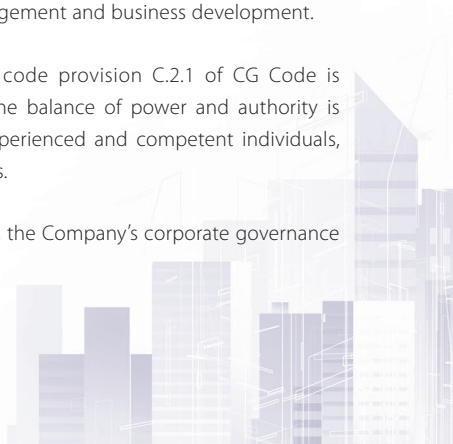 gement and business development.
code provision C.2.1 of CG Code is
ne balance of power and authority is
perienced and competent individuals,
s.
the Company's corporate governance